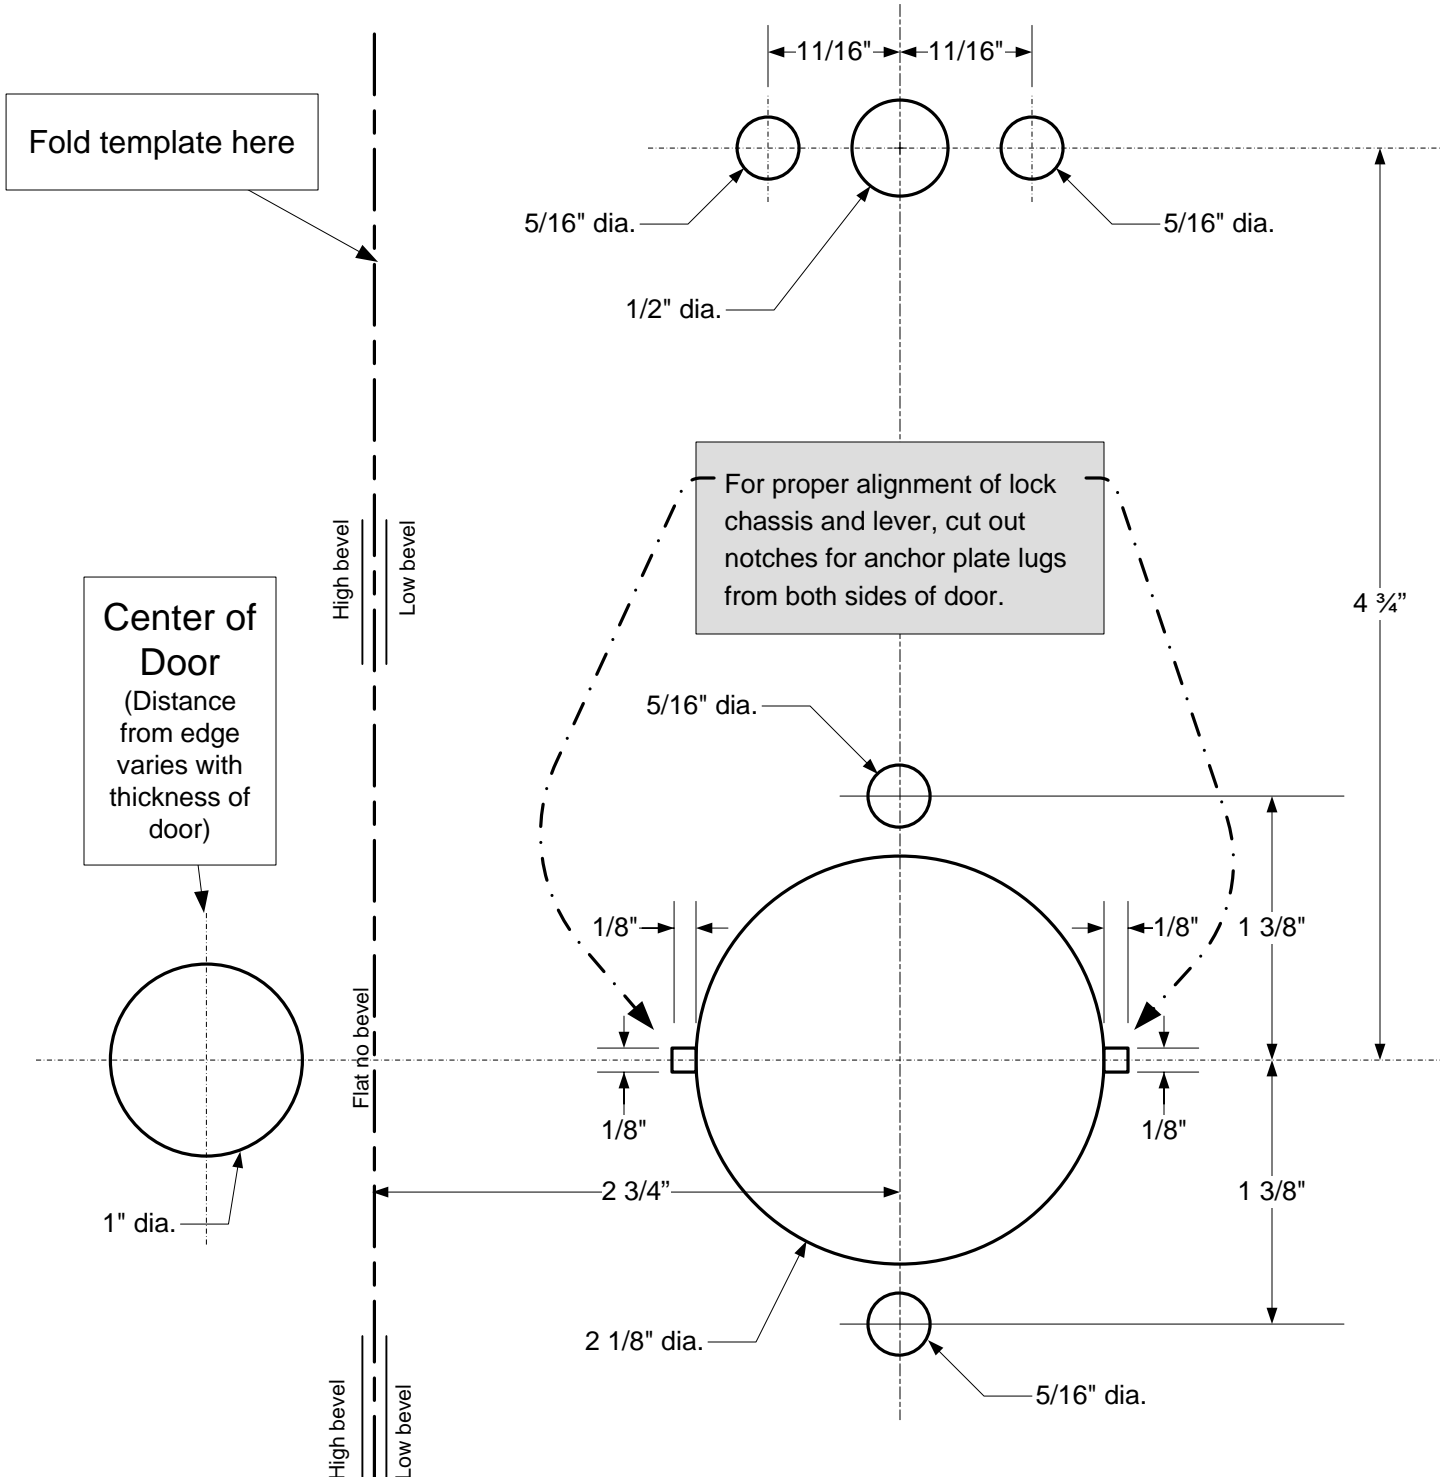 11/16"
11/16"
Fold template here
5/16" dia.
5/16" dia.
1/2" dia.
For proper alignment of lock
chassis and lever, cut out
notches for anchor plate lugs
from both sides of door.
High bevel
Low bevel
4 ¾”
Center of
Door
(Distance
from edge
varies with
thickness of
door)
5/16" dia.
1/8"
1/8"
1 3/8"
Flat no bevel
1/8"
1/8"
2 3/4”
1 3/8"
1" dia.
2 1/8" dia.
5/16" dia.
High bevel
Low bevel